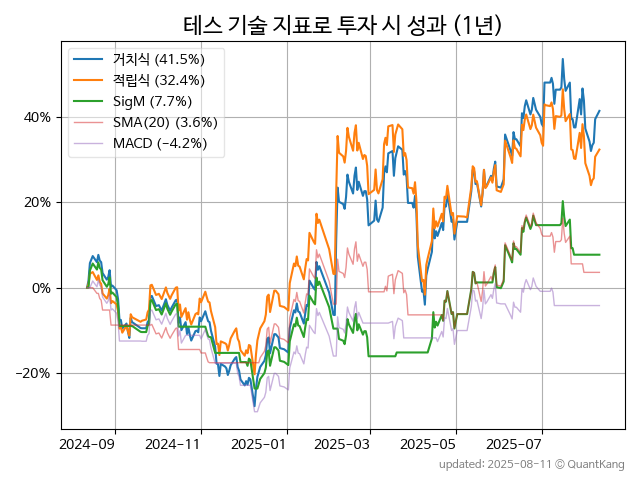 테스 기술 지표로 투자 시 성과 (1년)
거치식 (41.5%)
적립식 (32.4%)
SigM (7.7%)
SMA(20) (3.6%)
MACD (−4.2%)
40%
20%
0%
−20%
2024−09 2024−11 2025−01 2025−03 2025−05 2025−07
updated: 2025-08-11 © QuantKang